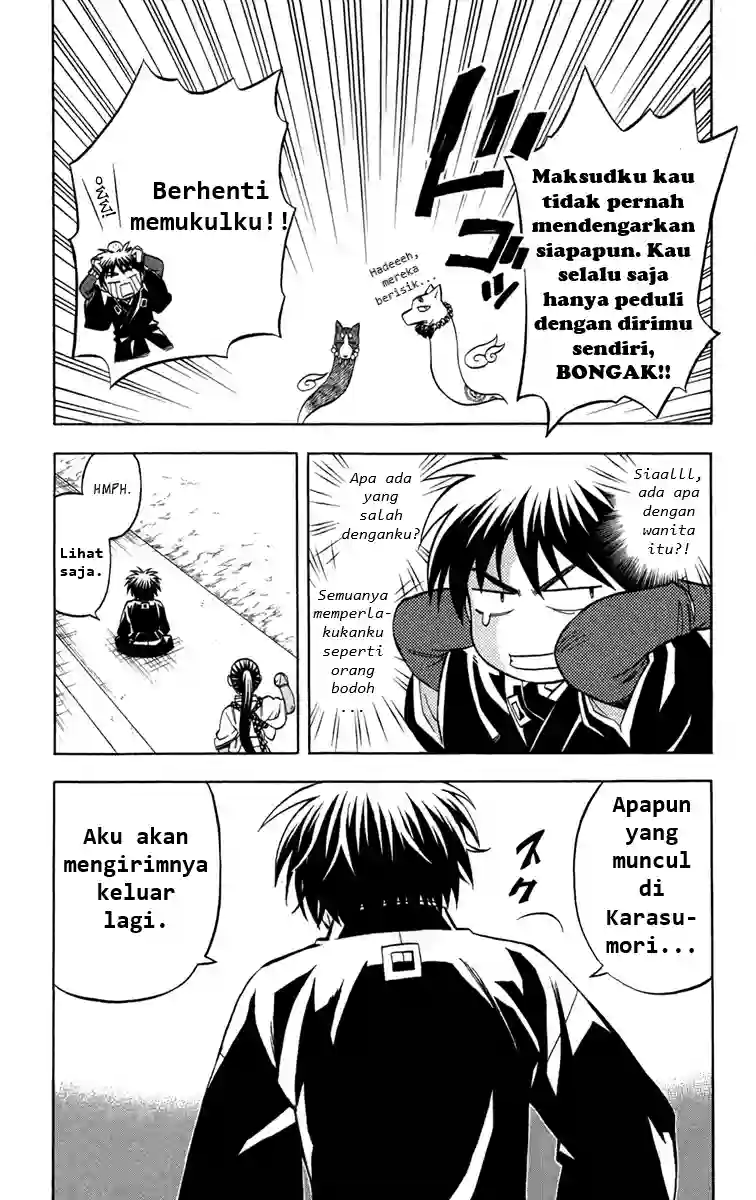 Maksudku kau
tidak pernah
mendengarkan
siapapun. Kau
selalu saja
hanya peduli
dengan dirimu
sendiri,
BONGAK!!
ドゴッ
Hadeeeh,
mereka
berisik...
Berhenti
memukulku!!
Siaalll,
ada apa
dengan
wanita
itu?!
Apa ada
yang
salah
denganku?
Semuanya
memperla-
kukanku
seperti
orang
bodoh
...
HMPH.
Lihat
saja.
Apapun
yang
muncul
di
Karasu-
mori...
スク
Aku akan
mengirimnya
keluar
lagi.